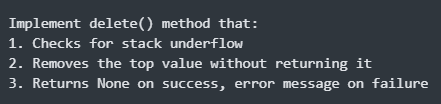 Implement delete() method that:
1. Checks for stack underflow
2. Removes the top value without returning it
3. Returns None on success, error message on failure